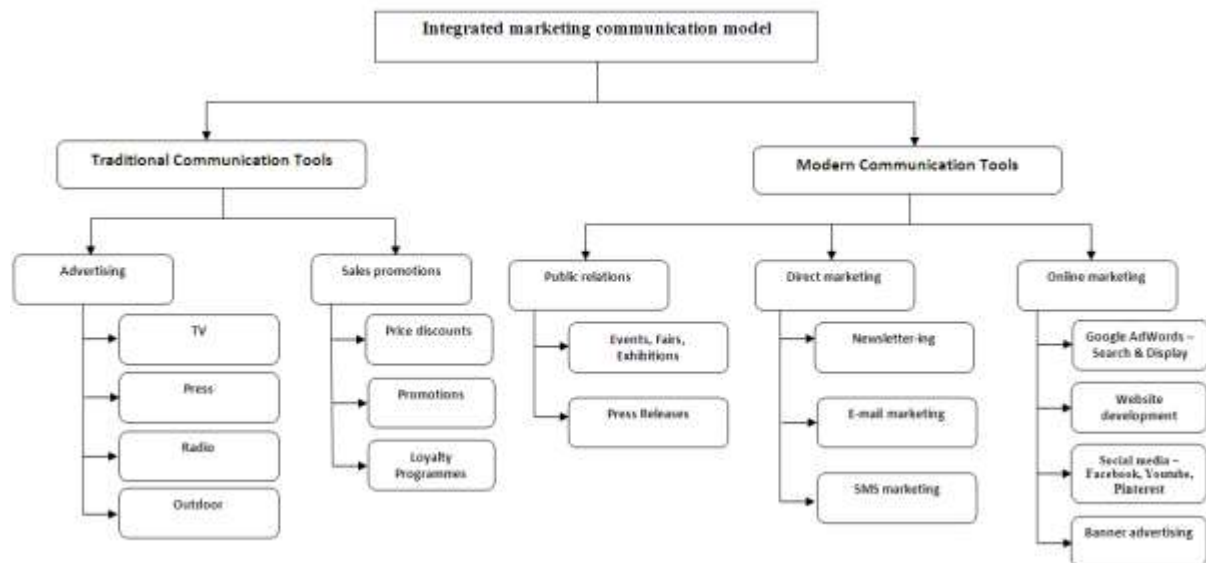 Integrated marketing communication model
Traditional Communication Tools
Modern Communication Tools
Advertising
Sales promotions
Public relations
Direct marketing
Online marketing
TV
Press
Radio
Outdoor
Price discounts
Promotions
Loyalty
Programmes
Events, Fairs,
Exhibitions
Press Releases
Newsletter-ing
E-mail marketing
SMS marketing
Google AdWords –
Search & Display
Website
development
Social media –
Facebook, Youtube,
Pinterest
Banner advertising